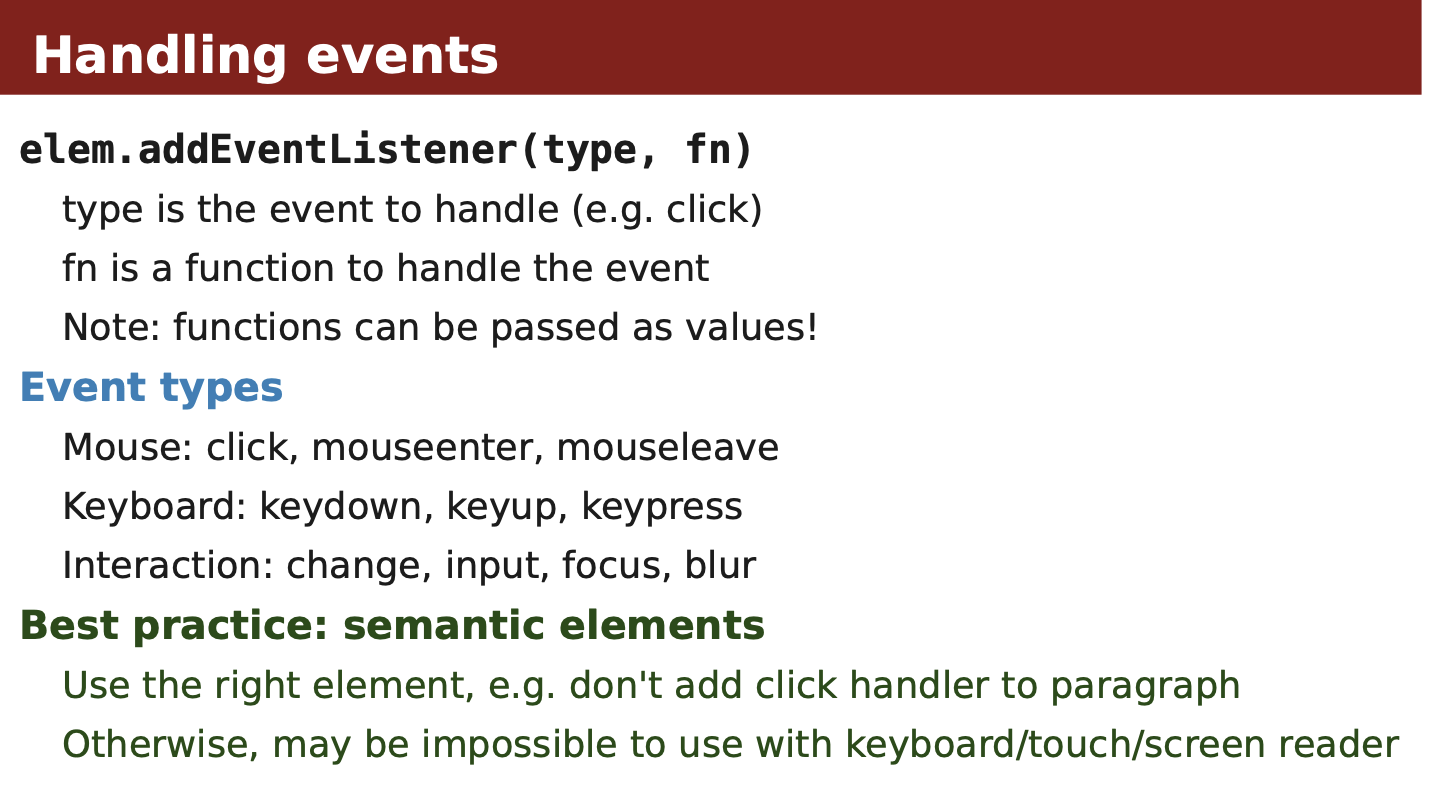 Handling events
elem.addEventListener(type, fn)
type is the event to handle (e.g. click)
fn is a function to handle the event
Note: functions can be passed as values!
Event types
Mouse: click, mouseenter, mouseleave
Keyboard: keydown, keyup, keypress
Interaction: change, input, focus, blur
Best practice: semantic elements
Use the right element, e.g. don't add click handler to paragraph
Otherwise, may be impossible to use with keyboard/touch/screen reader